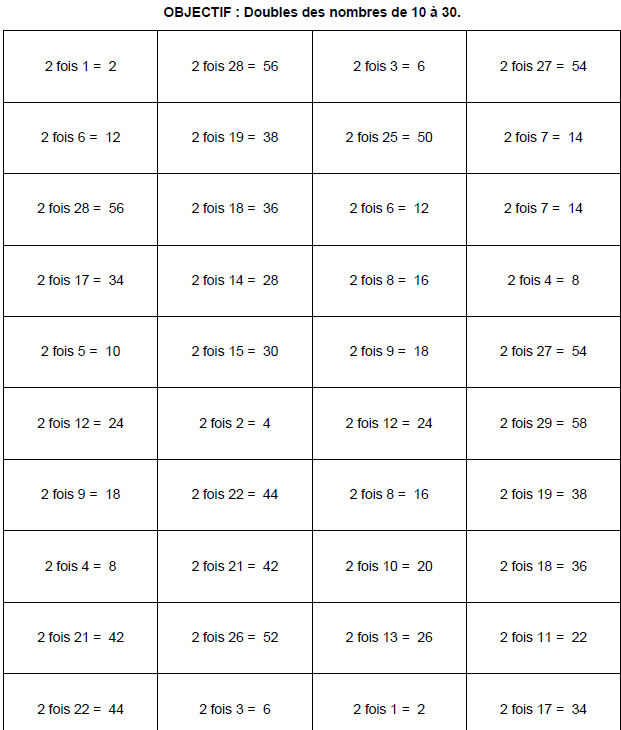 OBJECTIF : Doubles des nombres de 10 à 30.
2 fois 1 = 2 2 fois 28 = 56 2 fois 3 = 6 2 fois 27 = 54
2 fois 6 = 12 2 fois 19 = 38 2 fois 25 = 50 2 fois 7 = 14
2 fois 28 = 56 2 fois 18 = 36 2 fois 6 = 12 2 fois 7 = 14
2 fois 17 = 34 2 fois 14 = 28 2 fois 8 = 16 2 fois 4 = 8
2 fois 5 = 10 2 fois 15 = 30 2 fois 9 = 18 2 fois 27 = 54
2 fois 12 = 24 2 fois 2 = 4 2 fois 12 = 24 2 fois 29 = 58
2 fois 9 = 18 2 fois 22 = 44 2 fois 8 = 16 2 fois 19 = 38
2 fois 4 = 8 2 fois 21 = 42 2 fois 10 = 20 2 fois 18 = 36
2 fois 21 = 42 2 fois 26 = 52 2 fois 13 = 26 2 fois 11 = 22
2 fois 22 = 44 2 fois 3 = 6 2 fois 1 = 2 2 fois 17 = 34